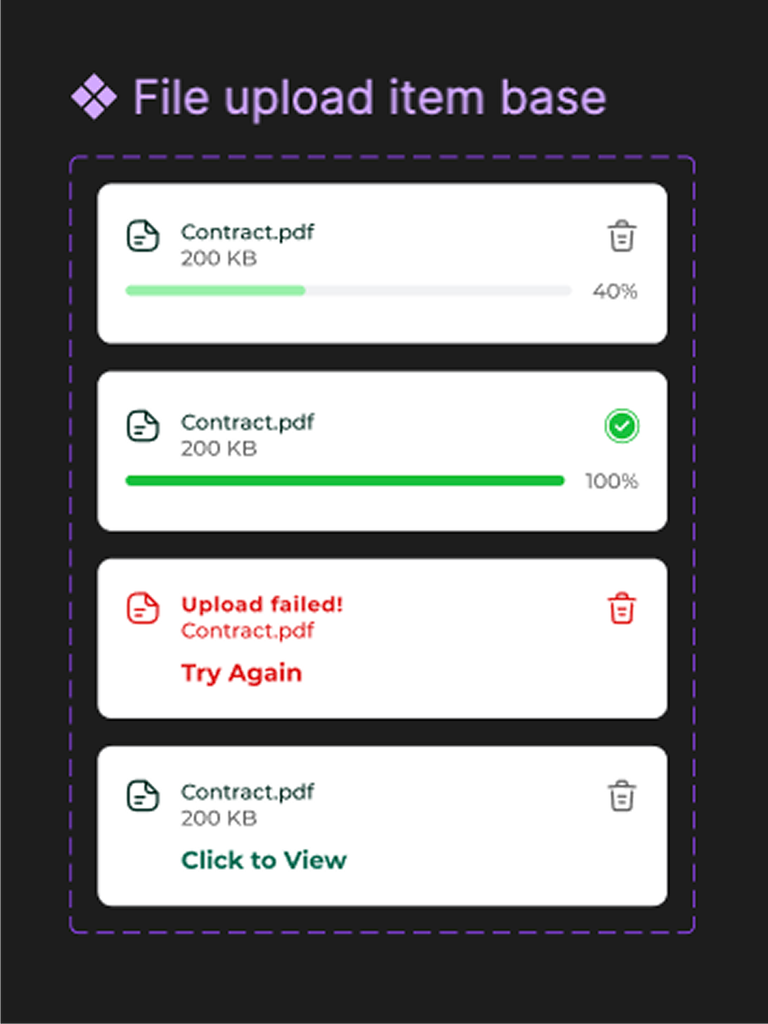 File upload item base
Contract.pdf
200 KB
40%
Contract.pdf
200 KB
100%
Upload failed!
Contract.pdf
Try Again
Contract.pdf
200 KB
Click to View